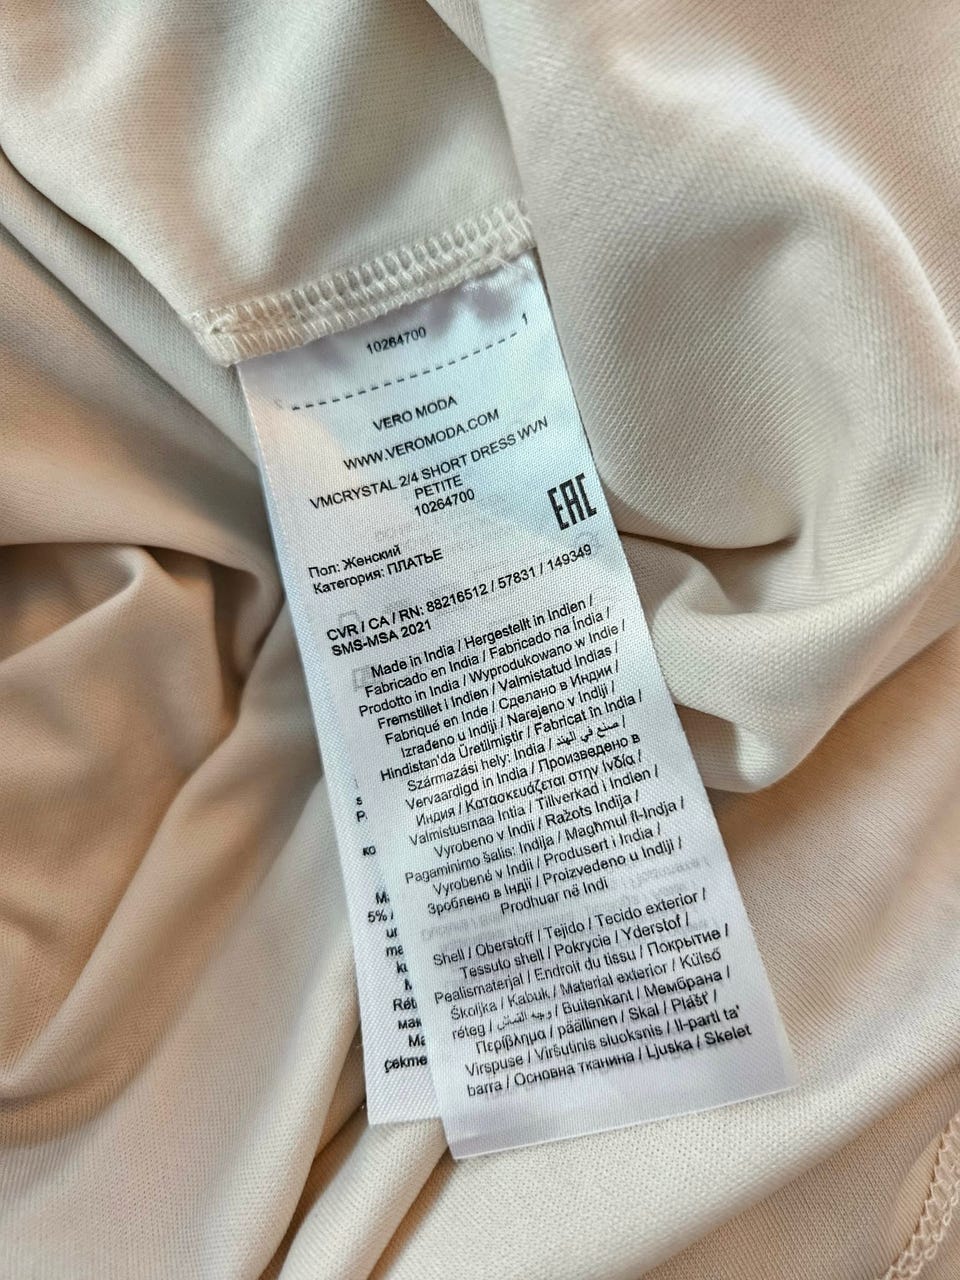 10264700
1
VERO MODA
WWW.VEROMODA.COM
VMCRYSTAL 2/4 SHORT DRESS WVN
PETITE
10264700
EAC
Пол: Женский
Категория: ПЛАТЬЕ
CVR / CA / RN: 88216512 / 57831 / 149349
SMS-MSA 2021
Made in India / Hergestellt in Indien /
Fabricado en India / Fabricado na Índia /
Prodotto in India / Wyprodukowano w Indie /
Fremstillet i Indien / Valmistatud Indias /
Fabriqué en Inde / Сделано в Индии /
Izrađeno u Indiji / Narejeno v Indiji /
Hindistan'da Üretilmiştir / Fabricat în India /
Származási hely: India / صنع في الهند /
Vervaardigd in India / Произведено в
Индия / Κατασκευάζεται στην Ινδία /
Valmistusmaa Intia / Tillverkad i Indien /
Vyrobeno v Indii / Ražots Indija /
Pagaminimo šalis: Indija / Magħmul fl-Indja /
Vyrobené v Indii / Produsert i India /
Зроблено в Індії / Proizvedeno u Indiji /
Prodhuar në Indi
Shell / Oberstoff / Tejido / Tecido exterior /
Tessuto shell / Pokrycie / Yderstof /
Pealismaterjal / Endroit du tissu / Покрытие /
Školjka / Kabuk / Material exterior / Külső
réteg / وجه القماش / Buitenkant / Мембрана /
Περίβλημα / päällinen / Skal / Plášť /
Virspuse / Viršutinis sluoksnis / Il-parti ta'
barra / Основна тканина / Ljuska / Skelet
5%
çekme